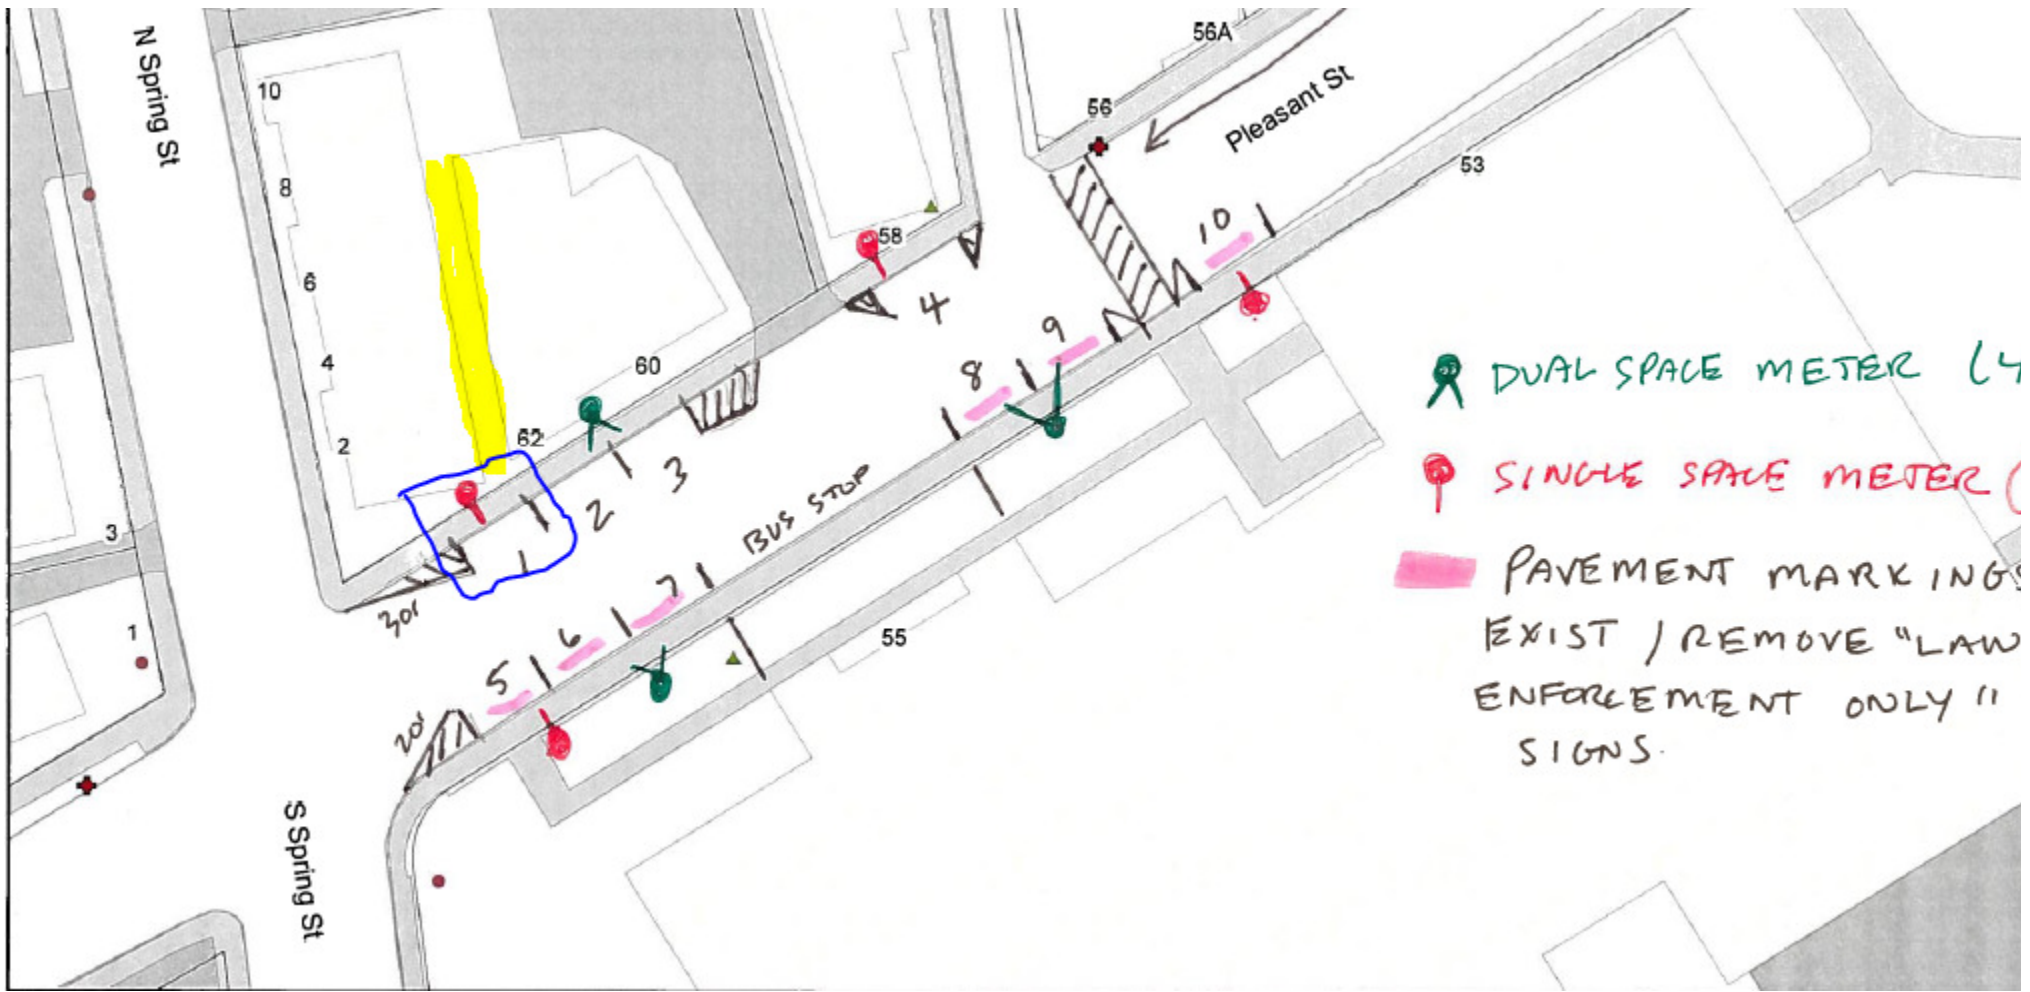 N Spring St
10
8
6
4
2
3
1
S Spring St
56A
56
Pleasant St
53
58
60
62
55
30'
20'
1
2
3
4
5
6
7
BUS STOP
8
9
10
DUAL SPACE METER (4
SINGLE SPACE METER (
PAVEMENT MARKINGS
EXIST / REMOVE "LAW
ENFORCEMENT ONLY"
SIGNS.